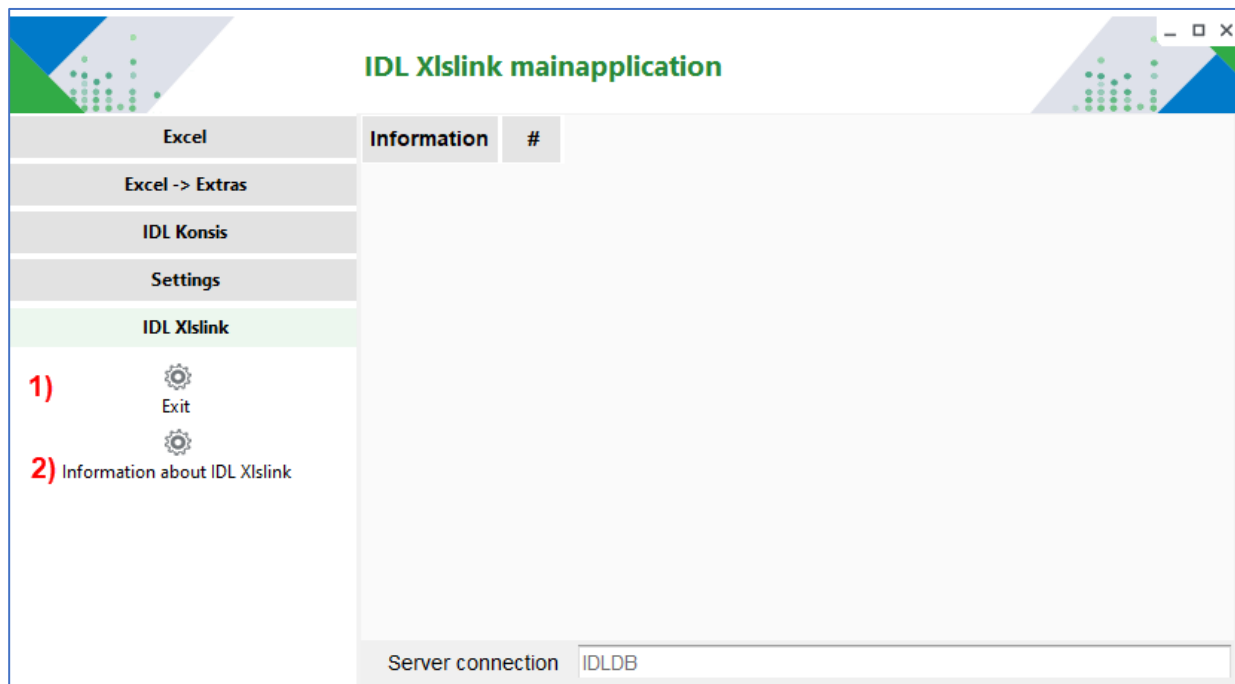 IDL Xlslink mainapplication
Excel
Information #
Excel -> Extras
IDL Konsis
Settings
IDL Xlslink
1)
Exit
2) Information about IDL Xlslink
Server connection IDLDB